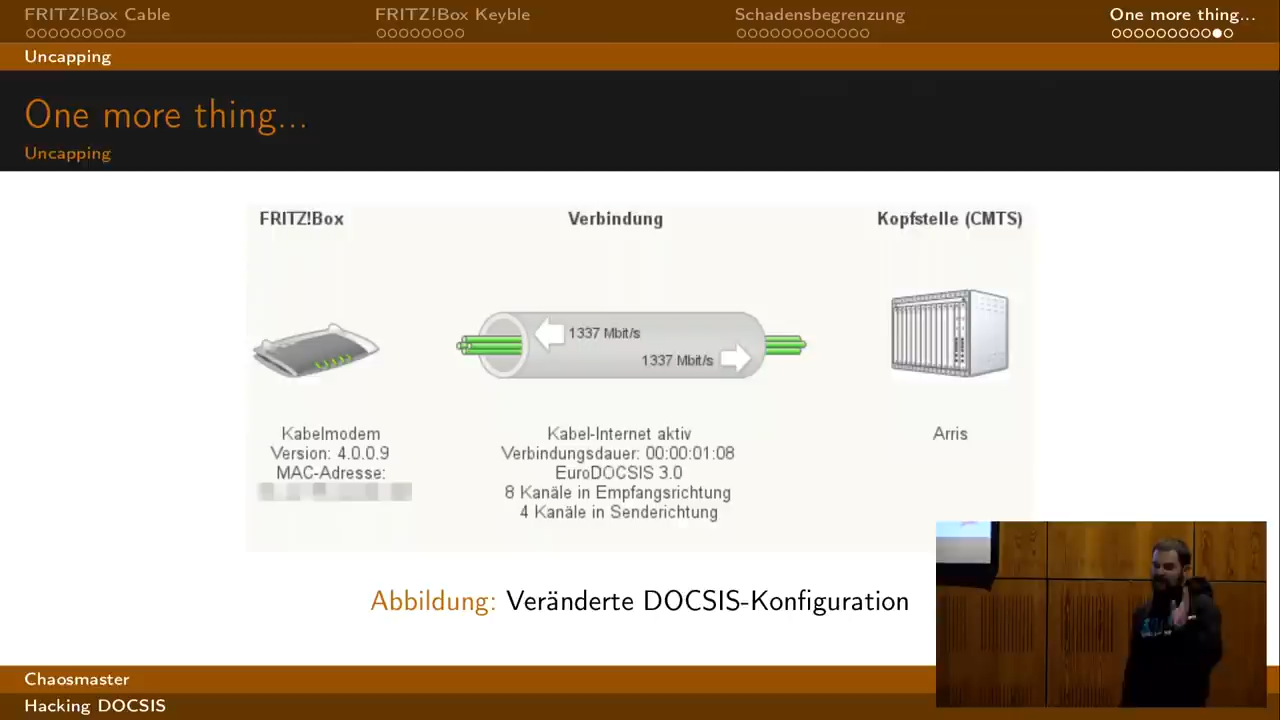 FRITZ!Box Cable
FRITZ!Box Keyble
Schadensbegrenzung
One more thing...
Uncapping
One more thing...
Uncapping
FRITZ!Box
Verbindung
Kopfstelle (CMTS)
1337 Mbit/s
1337 Mbit/s
Kabelmodem
Version: 4.0.0.9
MAC-Adresse:
Kabel-Internet aktiv
Verbindungsdauer: 00:00:01:08
EuroDOCSIS 3.0
8 Kanäle in Empfangsrichtung
4 Kanäle in Senderichtung
Arris
Abbildung: Veränderte DOCSIS-Konfiguration
Chaosmaster
Hacking DOCSIS